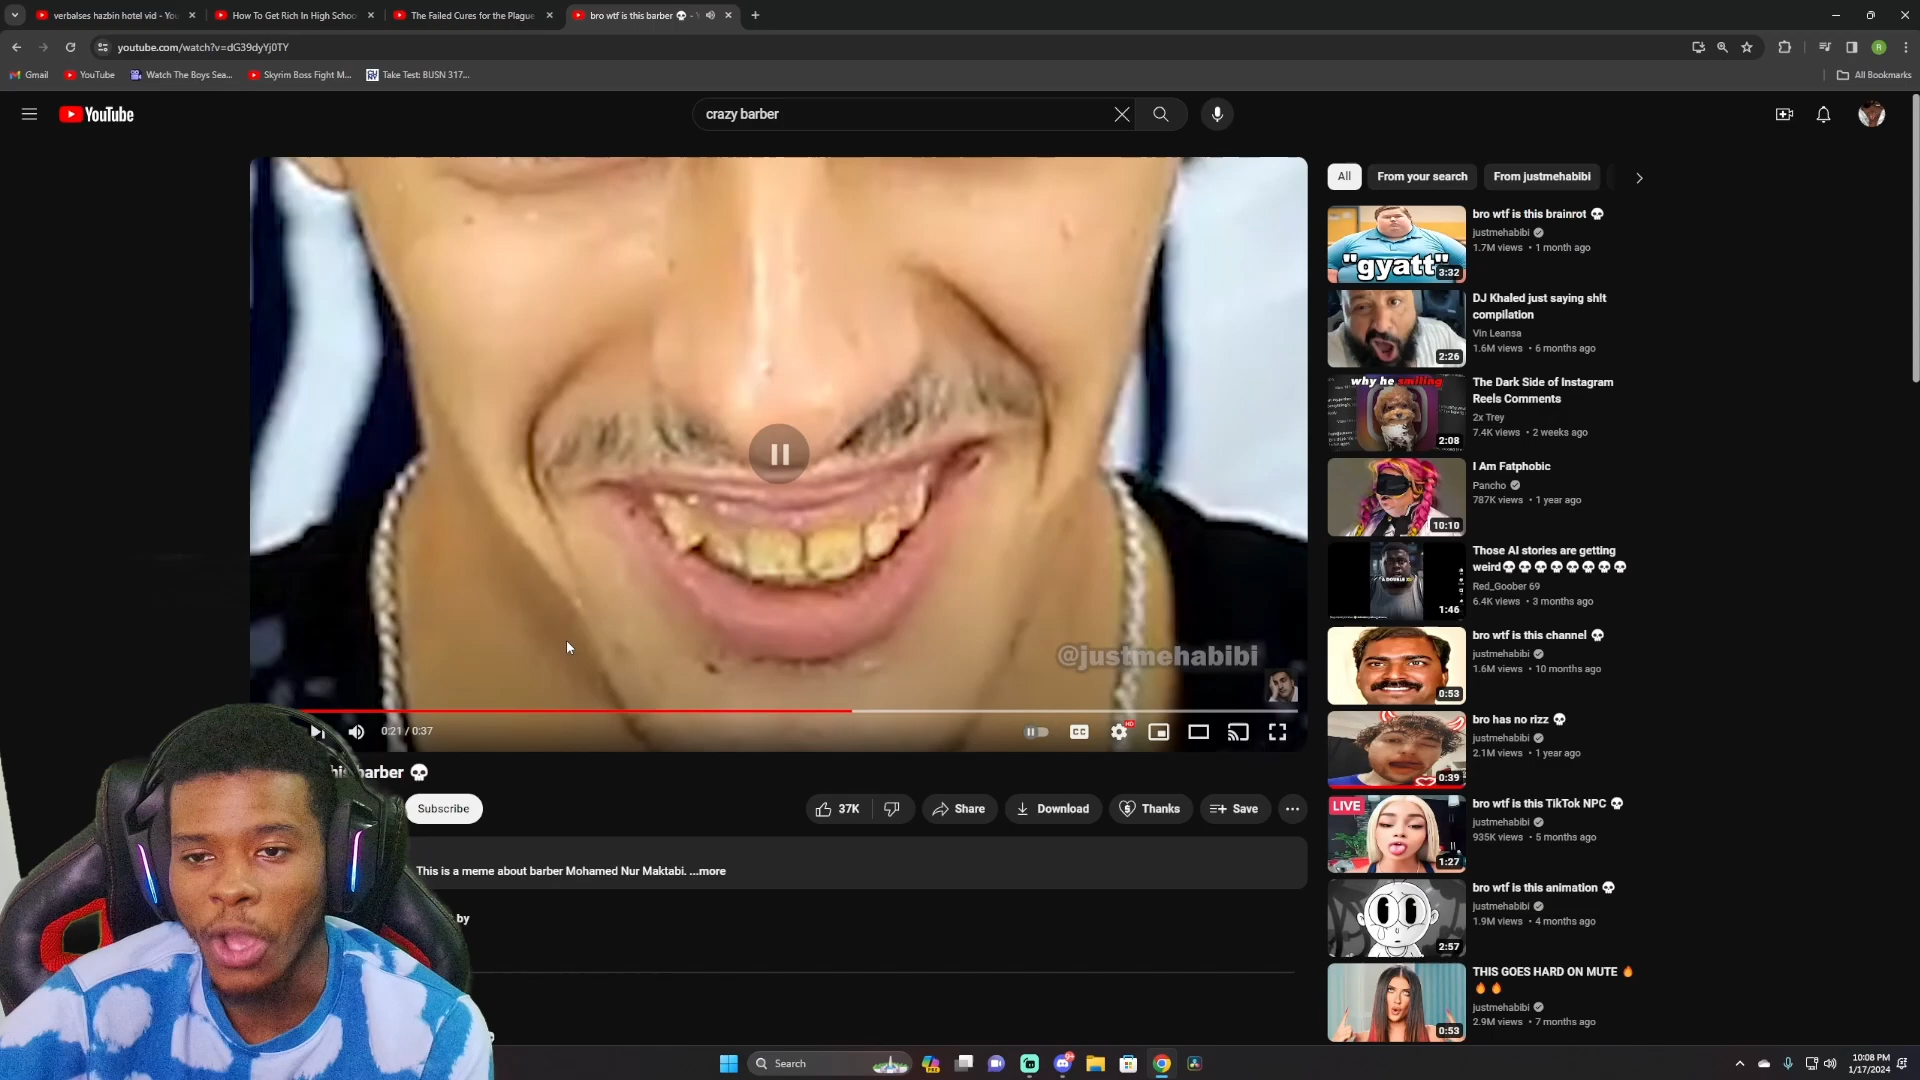 verbalses hazbin hotel vid - You
How To Get Rich In High Schoo
The Failed Cures for the Plague
bro wtf is this barber 💀 -
youtube.com/watch?v=dG39dyYj0TY
Gmail
YouTube
Watch The Boys Sea...
Skyrim Boss Fight M...
Take Test: BUSN 317...
All Bookmarks
YouTube
crazy barber
All
From your search
From justmehabibi
@justmehabibi
0:21 / 0:37
CC
HD
his barber 💀
Subscribe
37K
Share
Download
Thanks
Save
This is a meme about barber Mohamed Nur Maktabi. ...more
by
"gyatt"
3:32
bro wtf is this brainrot 💀
justmehabibi
1.7M views • 1 month ago
2:26
DJ Khaled just saying sh!t
compilation
Vin Leansa
1.6M views • 6 months ago
why he smiling
2:08
The Dark Side of Instagram
Reels Comments
2x Trey
7.4K views • 2 weeks ago
10:10
I Am Fatphobic
Pancho
787K views • 1 year ago
1:46
Those AI stories are getting
weird💀💀💀💀💀💀💀💀
Red_Goober 69
6.4K views • 3 months ago
0:53
bro wtf is this channel 💀
justmehabibi
1.6M views • 10 months ago
0:39
bro has no rizz 💀
justmehabibi
2.1M views • 1 year ago
LIVE
1:27
bro wtf is this TikTok NPC 💀
justmehabibi
935K views • 5 months ago
2:57
bro wtf is this animation 💀
justmehabibi
1.9M views • 4 months ago
0:53
THIS GOES HARD ON MUTE 🔥
🔥🔥
justmehabibi
2.9M views • 7 months ago
Search
10:08 PM
1/17/2024